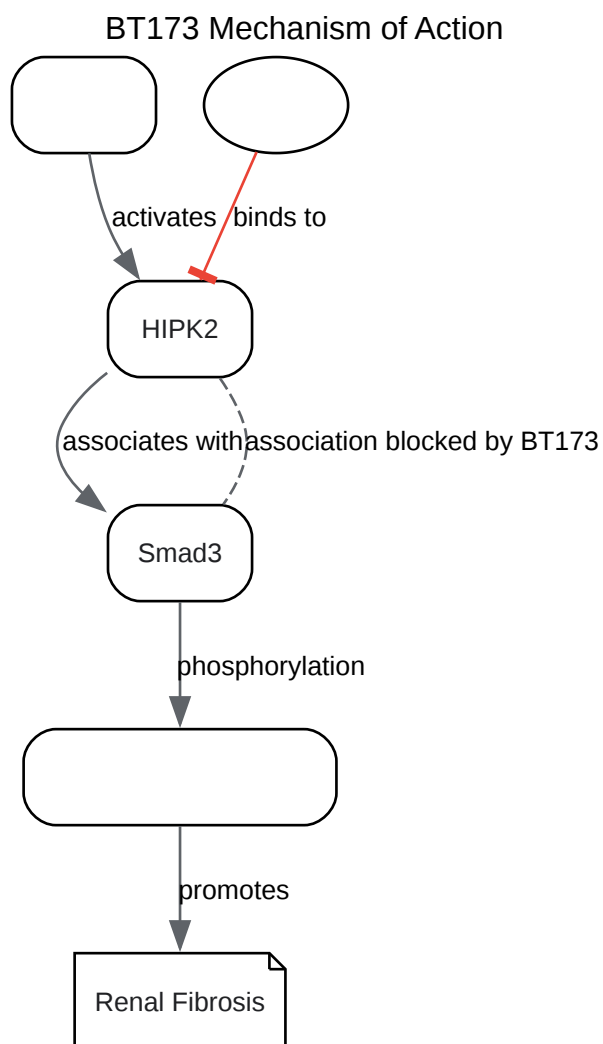 BT173 Mechanism of Action
activates
binds to
HIPK2
associates with
association blocked by BT173
Smad3
phosphorylation
promotes
Renal Fibrosis